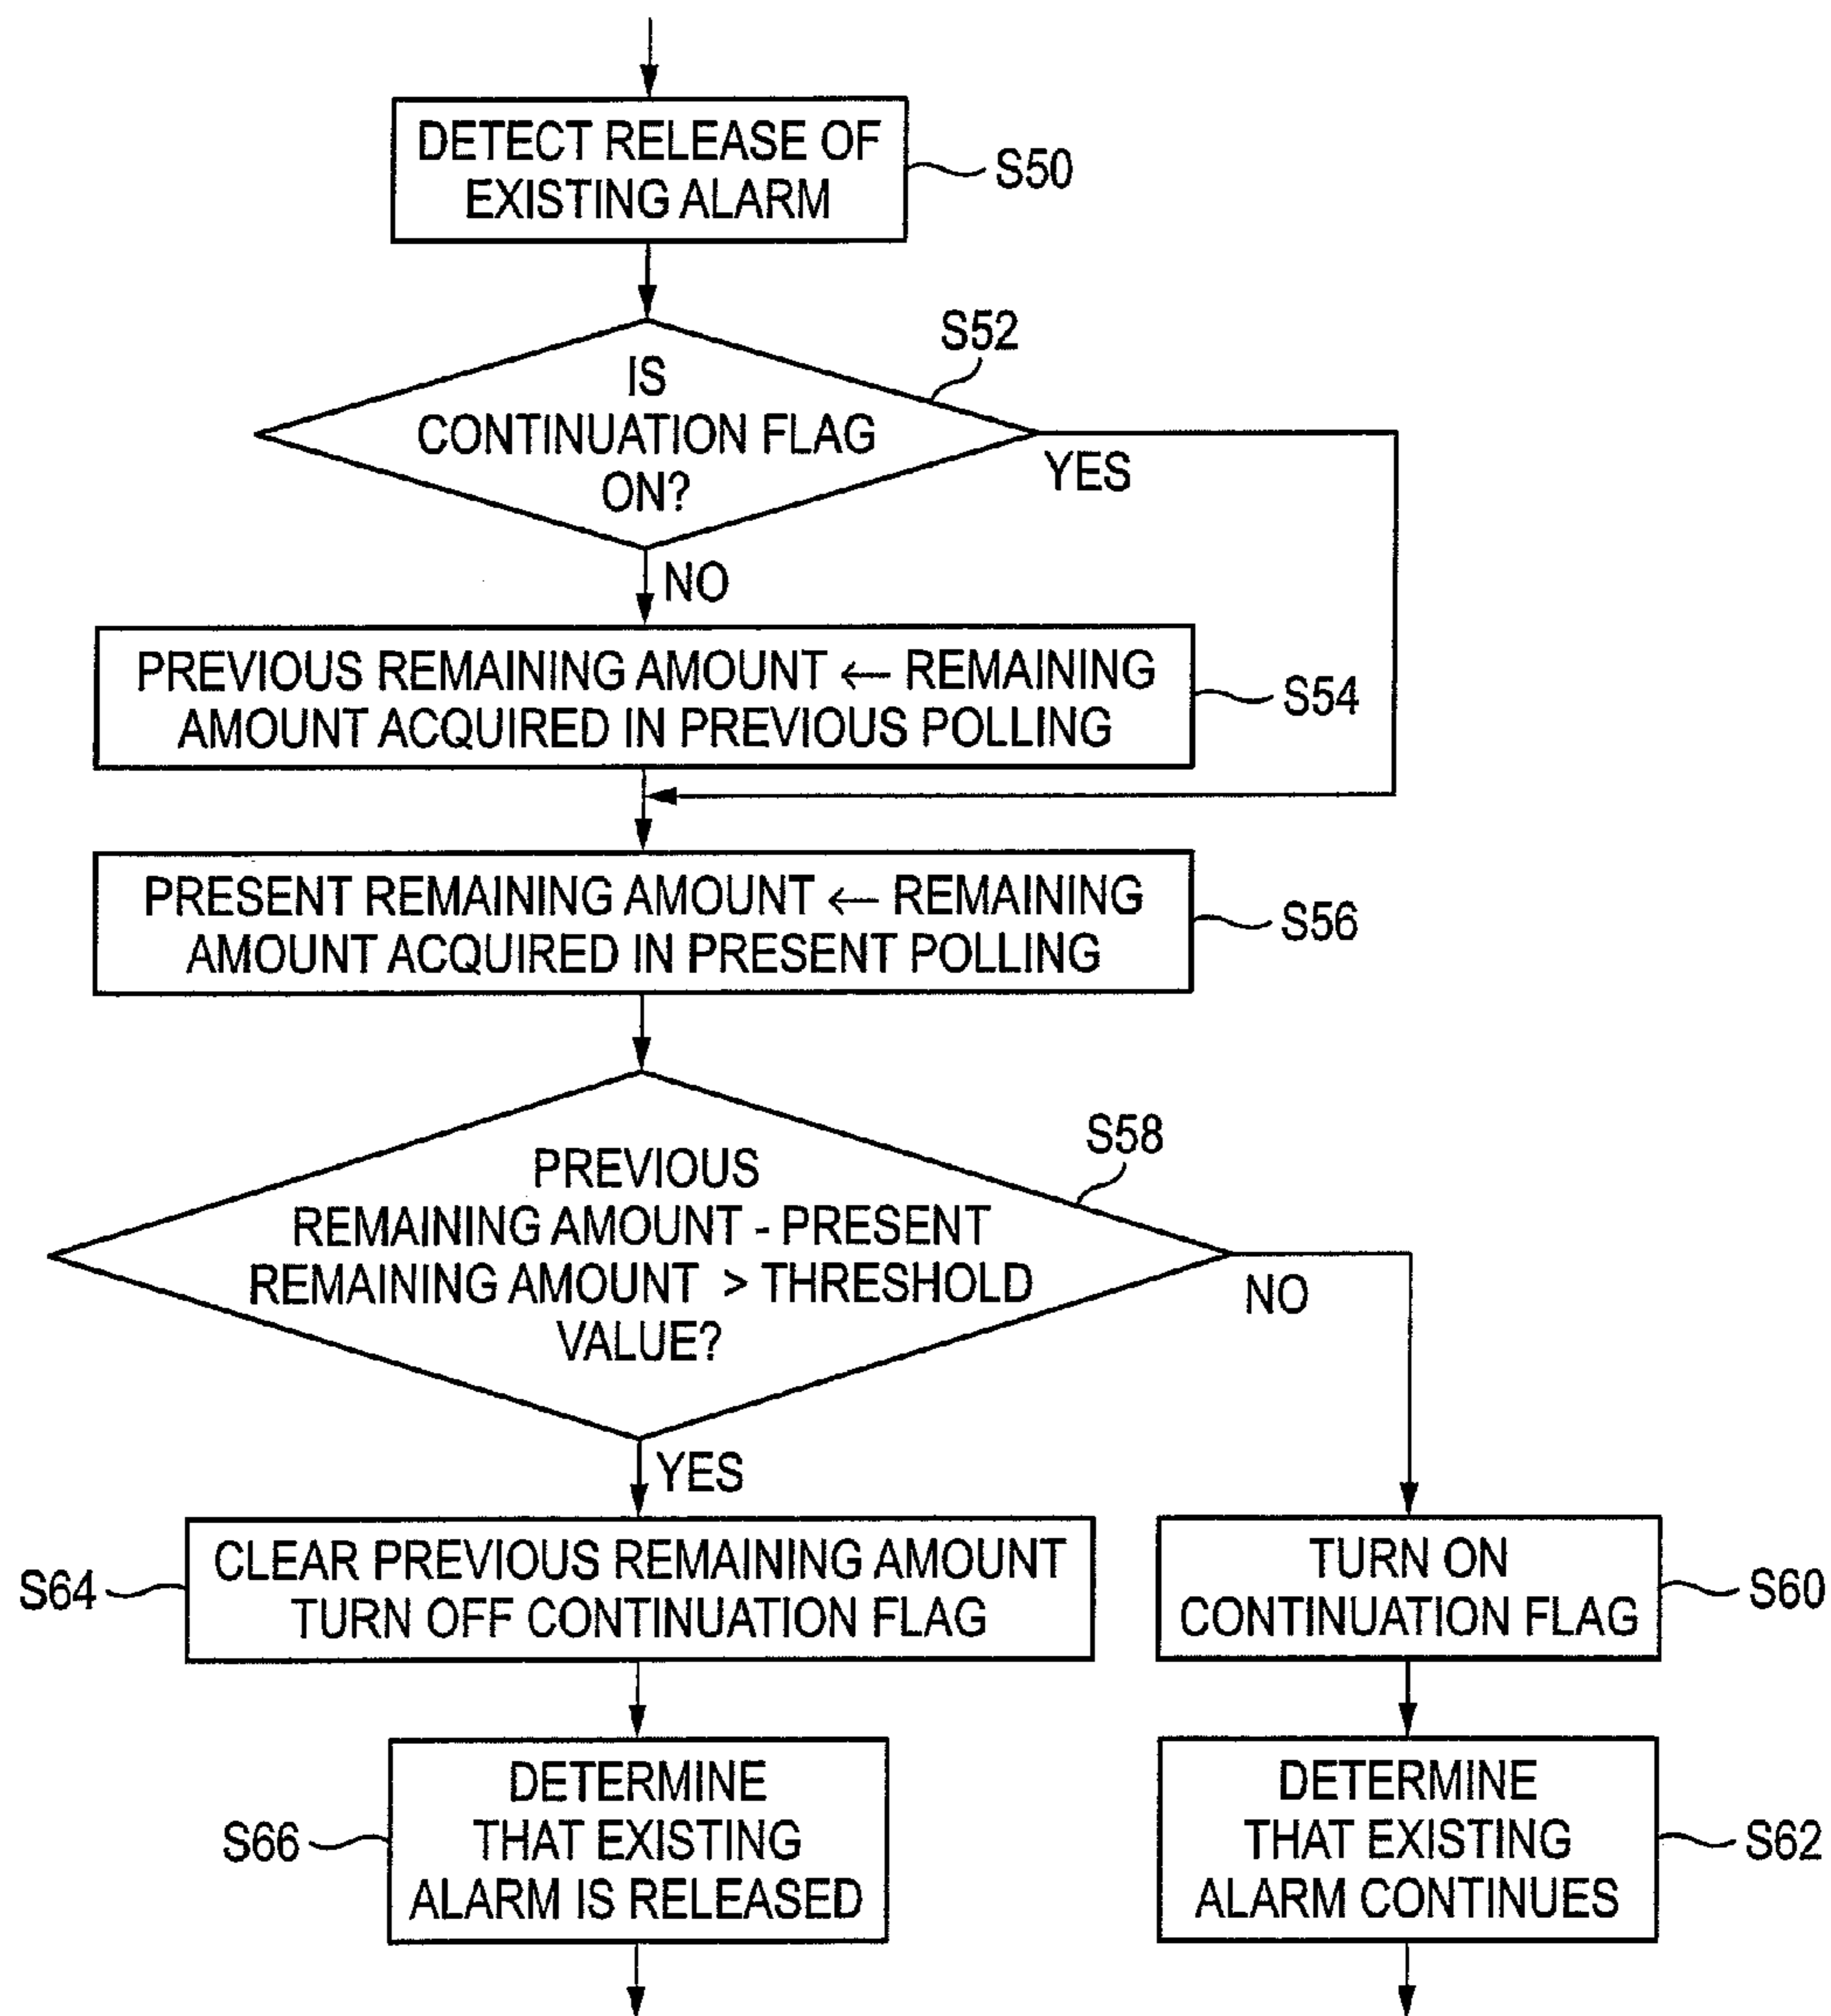 DETECT RELEASE OF
EXISTING ALARM
S50
S52
IS
CONTINUATION FLAG
ON?
YES
NO
PREVIOUS REMAINING AMOUNT ← REMAINING
AMOUNT ACQUIRED IN PREVIOUS POLLING
S54
PRESENT REMAINING AMOUNT ← REMAINING
AMOUNT ACQUIRED IN PRESENT POLLING
S56
S58
PREVIOUS
REMAINING AMOUNT - PRESENT
REMAINING AMOUNT > THRESHOLD
VALUE?
NO
YES
S64
CLEAR PREVIOUS REMAINING AMOUNT
TURN OFF CONTINUATION FLAG
TURN ON
CONTINUATION FLAG
S60
S66
DETERMINE
THAT EXISTING
ALARM IS RELEASED
DETERMINE
THAT EXISTING
ALARM CONTINUES
S62